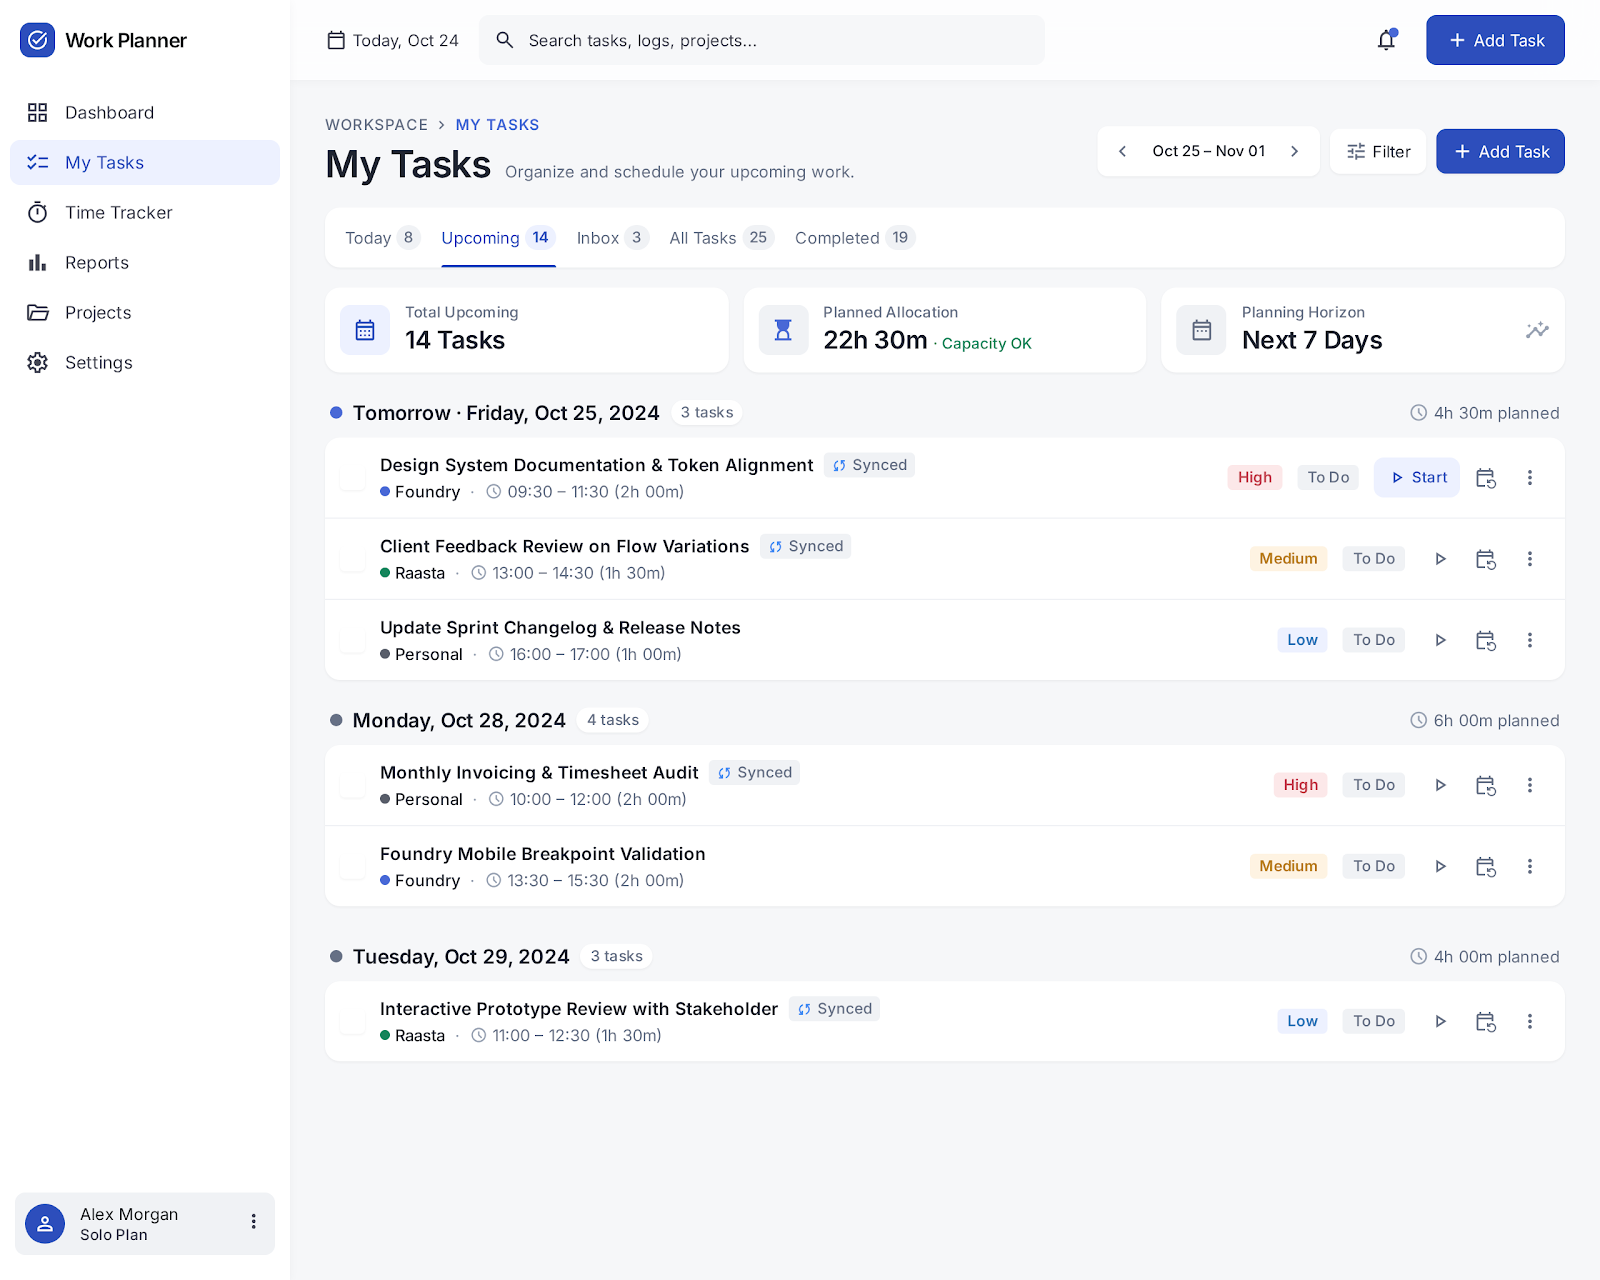 Work Planner
Dashboard
My Tasks
Time Tracker
Reports
Projects
Settings
Alex Morgan
Solo Plan
Today, Oct 24
Search tasks, logs, projects...
Add Task
WORKSPACE > MY TASKS
My Tasks Organize and schedule your upcoming work.
Oct 25 – Nov 01
Filter
Add Task
Today 8 Upcoming 14 Inbox 3 All Tasks 25 Completed 19
Total Upcoming
14 Tasks
Planned Allocation
22h 30m · Capacity OK
Planning Horizon
Next 7 Days
Tomorrow · Friday, Oct 25, 2024 3 tasks 4h 30m planned
Design System Documentation & Token Alignment Synced
Foundry · 09:30 – 11:30 (2h 00m)
High To Do Start
Client Feedback Review on Flow Variations Synced
Raasta · 13:00 – 14:30 (1h 30m)
Medium To Do
Update Sprint Changelog & Release Notes
Personal · 16:00 – 17:00 (1h 00m)
Low To Do
Monday, Oct 28, 2024 4 tasks 6h 00m planned
Monthly Invoicing & Timesheet Audit Synced
Personal · 10:00 – 12:00 (2h 00m)
High To Do
Foundry Mobile Breakpoint Validation
Foundry · 13:30 – 15:30 (2h 00m)
Medium To Do
Tuesday, Oct 29, 2024 3 tasks 4h 00m planned
Interactive Prototype Review with Stakeholder Synced
Raasta · 11:00 – 12:30 (1h 30m)
Low To Do